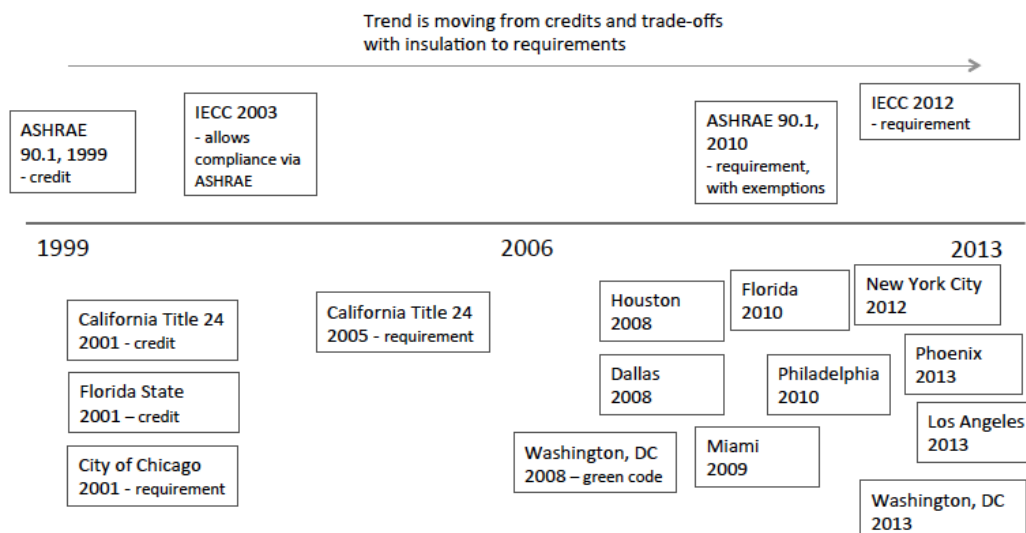 Trend is moving from credits and trade-offs
with insulation to requirements
ASHRAE
90.1, 1999
- credit
IECC 2003
- allows
compliance via
ASHRAE
ASHRAE 90.1,
2010
- requirement,
with exemptions
IECC 2012
- requirement
1999
2006
2013
California Title 24
2001 - credit
Florida State
2001 – credit
City of Chicago
2001 - requirement
California Title 24
2005 - requirement
Houston
2008
Dallas
2008
Washington, DC
2008 – green code
Florida
2010
Philadelphia
2010
Miami
2009
New York City
2012
Phoenix
2013
Los Angeles
2013
Washington, DC
2013